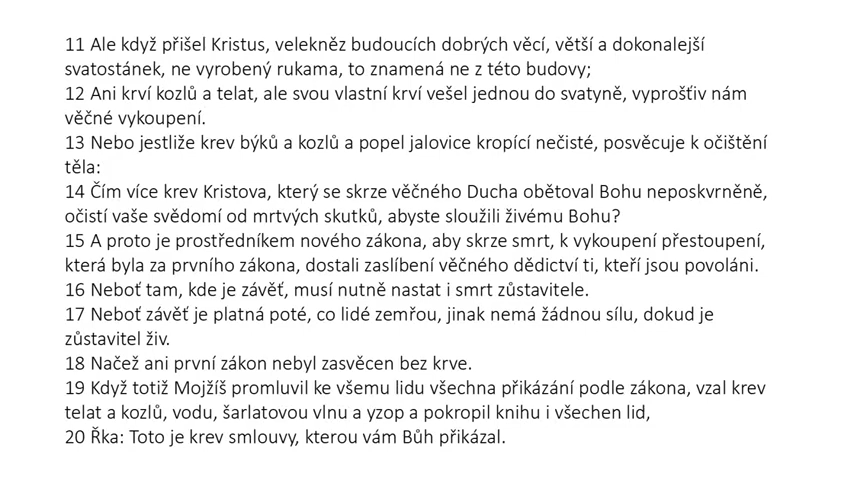 11 Ale když přišel Kristus, velekněz budoucích dobrých věcí, větší a dokonalejší
svatostánek, ne vyrobený rukama, to znamená ne z této budovy;
12 Ani krví kozlů a telat, ale svou vlastní krví vešel jednou do svatyně, vyprošťiv nám
věčné vykoupení.
13 Nebo jestliže krev býků a kozlů a popel jalovice kropící nečisté, posvěcuje k očištění
těla:
14 Čím více krev Kristova, který se skrze věčného Ducha obětoval Bohu neposkvrněně,
očistí vaše svědomí od mrtvých skutků, abyste sloužili živému Bohu?
15 A proto je prostředníkem nového zákona, aby skrze smrt, k vykoupení přestoupení,
která byla za prvního zákona, dostali zaslíbení věčného dědictví ti, kteří jsou povoláni.
16 Neboť tam, kde je závěť, musí nutně nastat i smrt zůstavitele.
17 Neboť závěť je platná poté, co lidé zemřou, jinak nemá žádnou sílu, dokud je
zůstavitel živ.
18 Načež ani první zákon nebyl zasvěcen bez krve.
19 Když totiž Mojžíš promluvil ke všemu lidu všechna přikázání podle zákona, vzal krev
telat a kozlů, vodu, šarlatovou vlnu a yzop a pokropil knihu i všechen lid,
20 Řka: Toto je krev smlouvy, kterou vám Bůh přikázal.